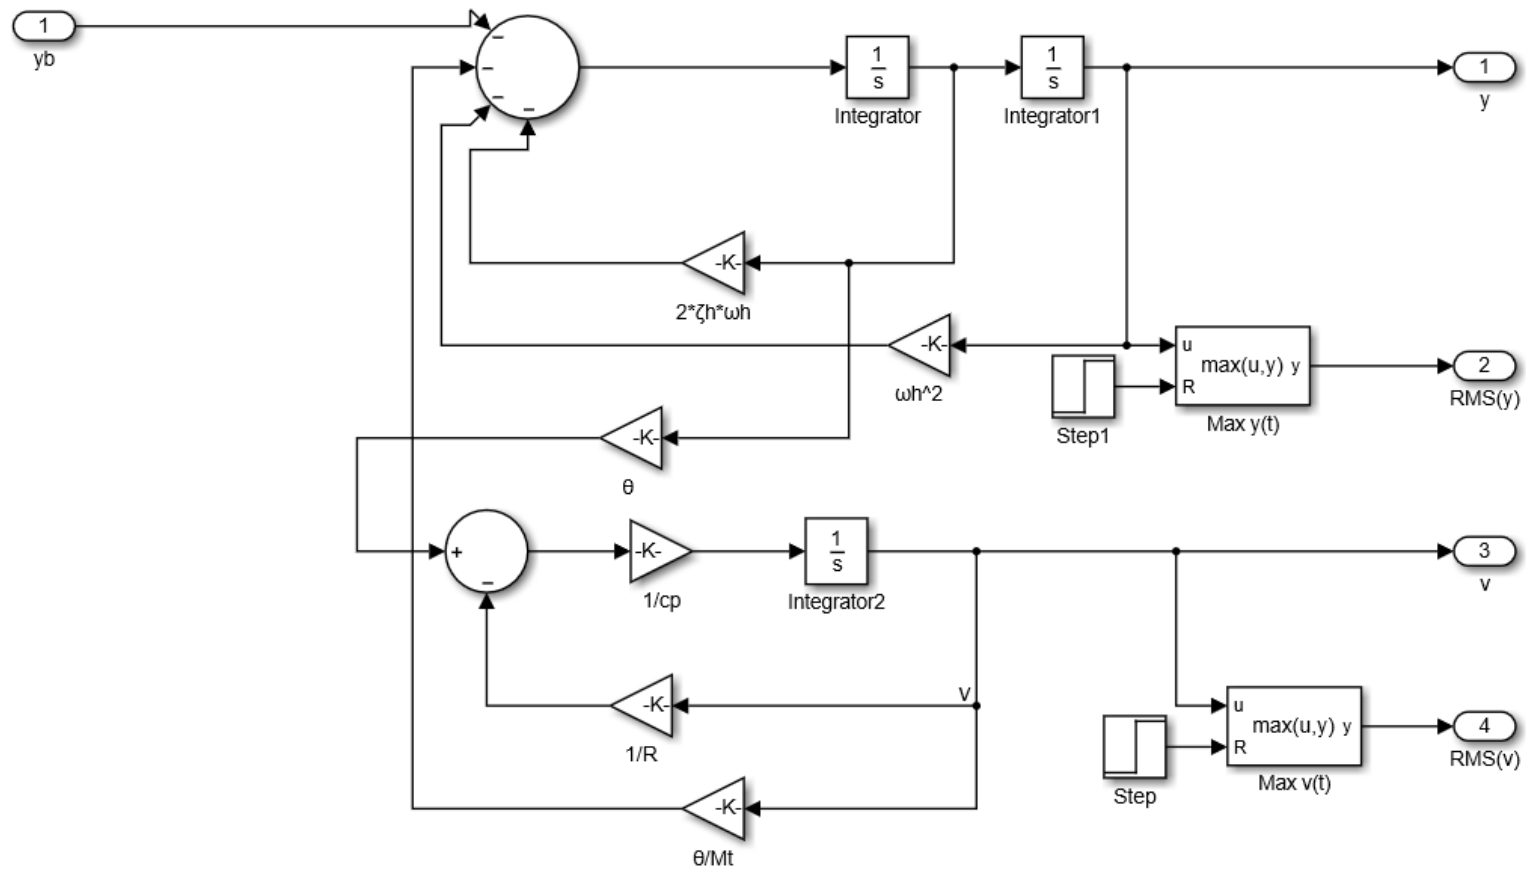 1
yb
−
−
−
−
1
s
Integrator
1
s
Integrator1
1
y
-K-
2*ζh*ωh
-K-
ωh^2
Step1
u
R
max(u,y) y
Max y(t)
2
RMS(y)
-K-
θ
+
−
-K-
1/cp
1
s
Integrator2
3
v
-K-
1/R
V
Step
u
R
max(u,y) y
Max v(t)
4
RMS(v)
-K-
θ/Mt